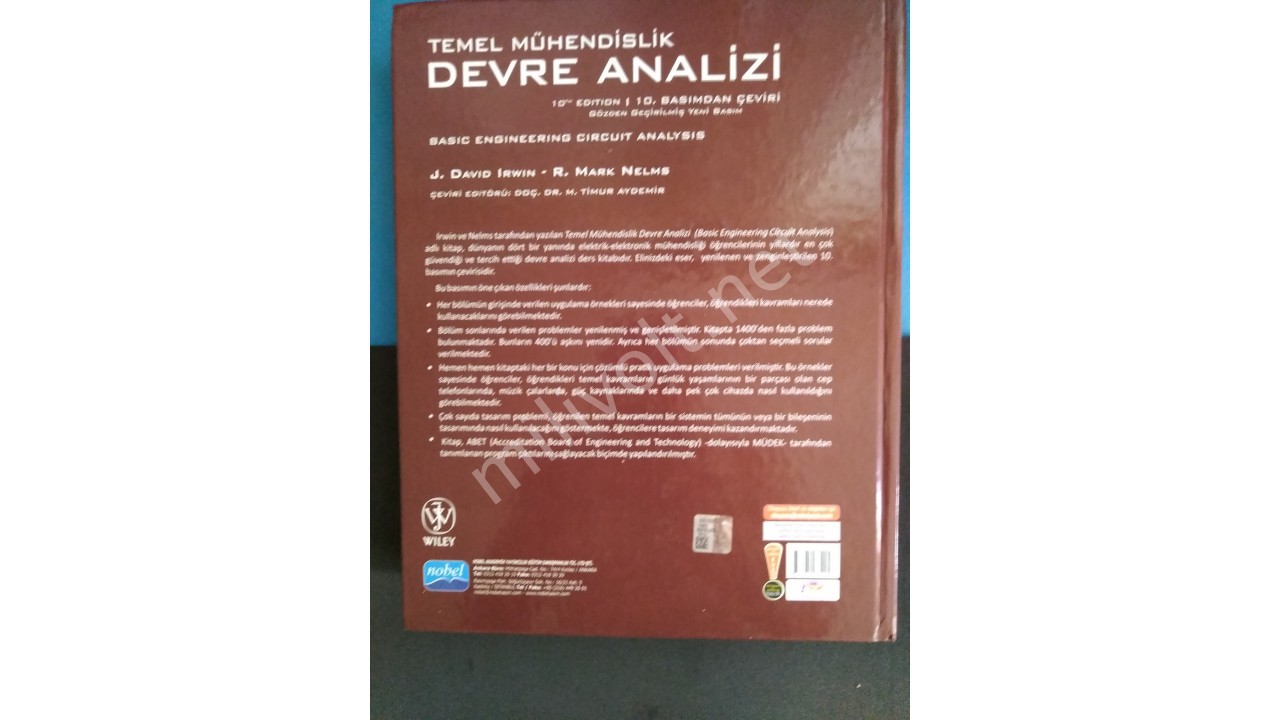 TEMEL MÜHENDİSLİK
DEVRE ANALİZİ
10TH EDITION | 10. BASIMDAN ÇEVİRİ
GÖZDEN GEÇİRİLMİŞ YENİ BASIM
BASIC ENGINEERING CIRCUIT ANALYSIS
J. DAVID IRWIN - R. MARK NELMS
ÇEVİRİ EDİTÖRÜ: DOÇ. DR. M. TIMUR AYDEMIR
Irwin ve Nelms tarafından yazılan Temel Mühendislik Devre Analizi (Basic Engineering Circuit Analysis)
adlı kitap, dünyanın dört bir yanında elektrik-elektronik mühendisliği öğrencilerinin yıllardır en çok
güvendiği ve tercih ettiği devre analizi ders kitabıdır. Elinizdeki eser, yenilenen ve zenginleştirilen 10.
basımın çevirisidir.
Bu basımın öne çıkan özellikleri şunlardır:
• Her bölümün girişinde verilen uygulama örnekleri sayesinde öğrenciler, öğrendikleri kavramları nerede
kullanacaklarını görebilmektedir.
• Bölüm sonlarında verilen problemler yenilenmiş ve genişletilmiştir. Kitapta 1400'den fazla problem
bulunmaktadır. Bunların 400'ü aşkını yenidir. Ayrıca her bölümün sonunda çoktan seçmeli sorular
verilmektedir.
• Hemen hemen kitaptaki her bir konu için çözümlü pratik uygulama problemleri verilmiştir. Bu örnekler
sayesinde öğrenciler, öğrendikleri temel kavramların günlük yaşamlarının bir parçası olan cep
telefonlarında, müzik çalarlarda, güç kaynaklarında ve daha pek çok cihazda nasıl kullanıldığını
görebilmektedir.
• Çok sayıda tasarım problemi, öğrenilen temel kavramların bir sistemin tümünün veya bir bileşeninin
tasarımında nasıl kullanılacağını göstermekte, öğrencilere tasarım deneyimi kazandırmaktadır.
• Kitap, ABET (Accreditation Board of Engineering and Technology) -dolayısıyla MÜDEK- tarafından
tanımlanan program çıktılarını sağlayacak biçimde yapılandırılmıştır.
milivolt.net
WILEY
nobel